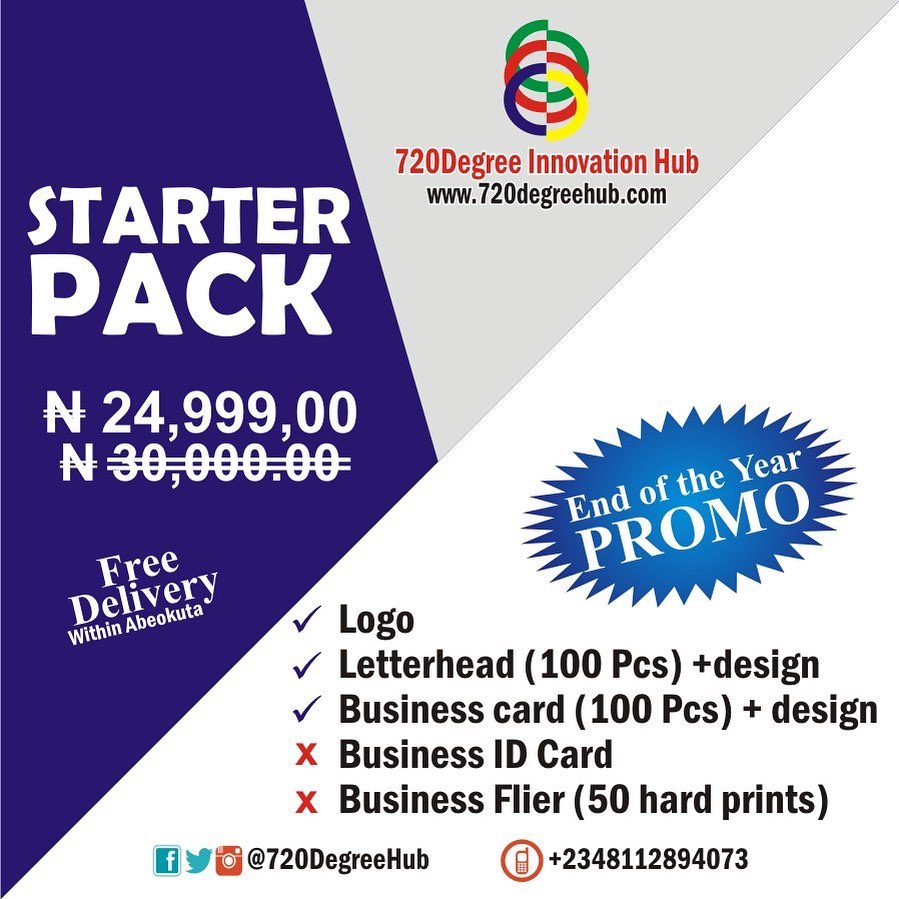 720Degree Innovation Hub
www.720degreehub.com
STARTER
PACK
₦ 24,999,00
₦ 30,000.00
End of the Year
PROMO
Free
Delivery
Within Abeokuta
✓ Logo
✓ Letterhead (100 Pcs) +design
✓ Business card (100 Pcs) + design
x Business ID Card
x Business Flier (50 hard prints)
@720DegreeHub
+2348112894073